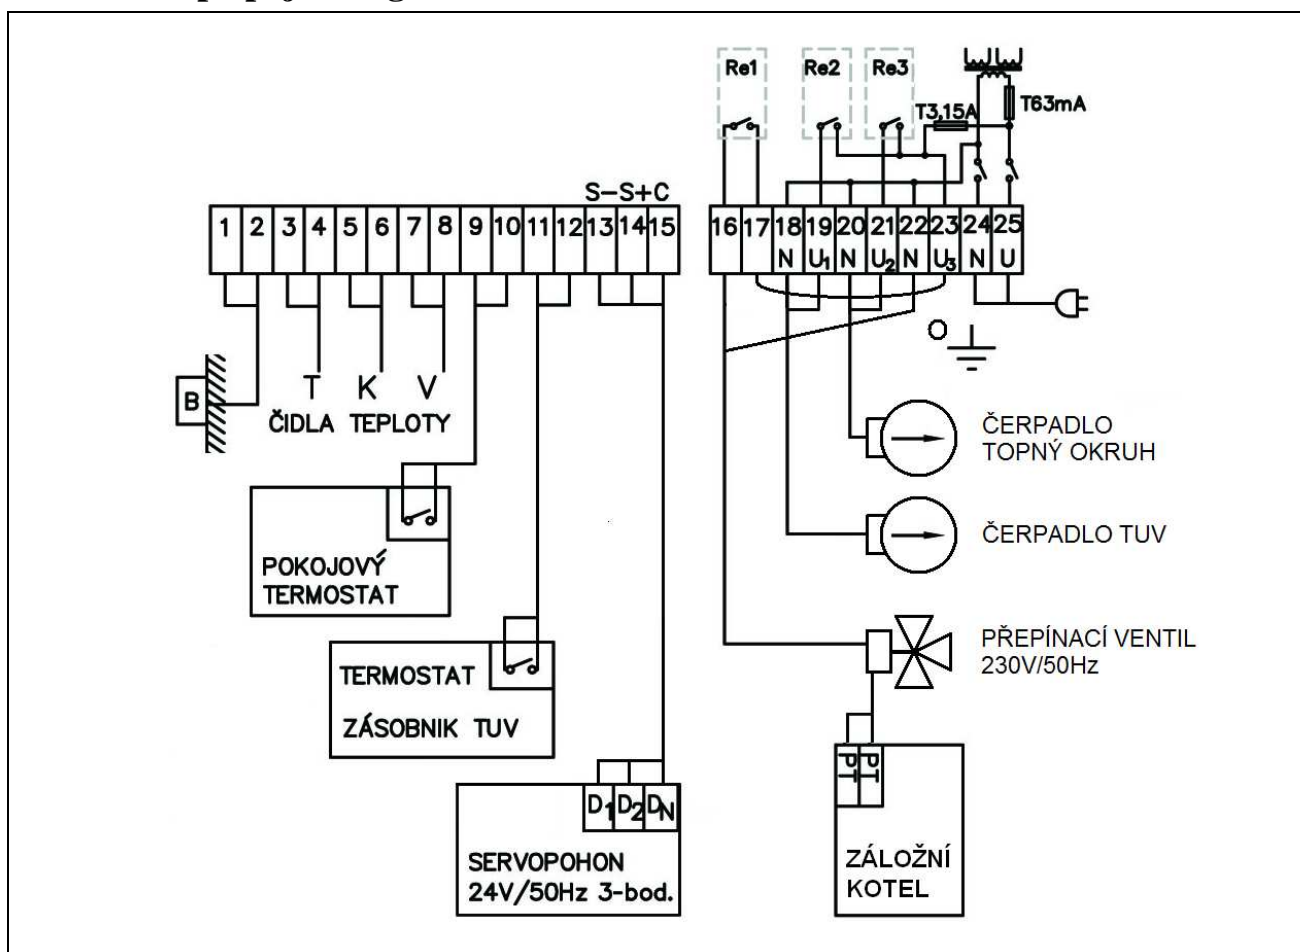 Re1 Re2 Re3
T3,15A T63mA
S-S+C
1 2 3 4 5 6 7 8 9 10 11 12 13 14 15
16 17 18 19 20 21 22 23 24 25
N U1 N U2 N U3 N U
B
T K V
ČIDLA TEPLOTY
ČERPADLO
TOPNÝ OKRUH
POKOJOVÝ
TERMOSTAT
ČERPADLO TUV
TERMOSTAT
ZÁSOBNIK TUV
PŘEPÍNACÍ VENTIL
230V/50Hz
PT PT
D1 D2 DN
SERVOPOHON
24V/50Hz 3-bod.
ZÁLOŽNÍ
KOTEL